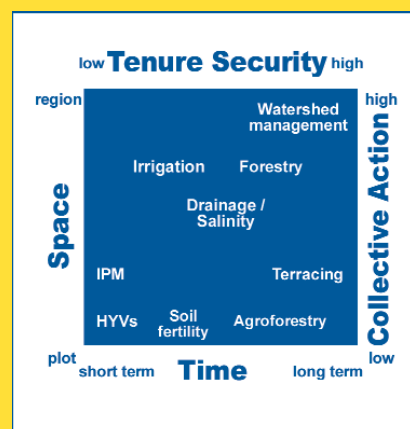 low Tenure Security high
region
high
Watershed
management
Irrigation Forestry
Drainage /
Salinity
Space
Collective Action
IPM Terracing
HYVs Soil
fertility Agroforestry
plot
low
short term Time long term